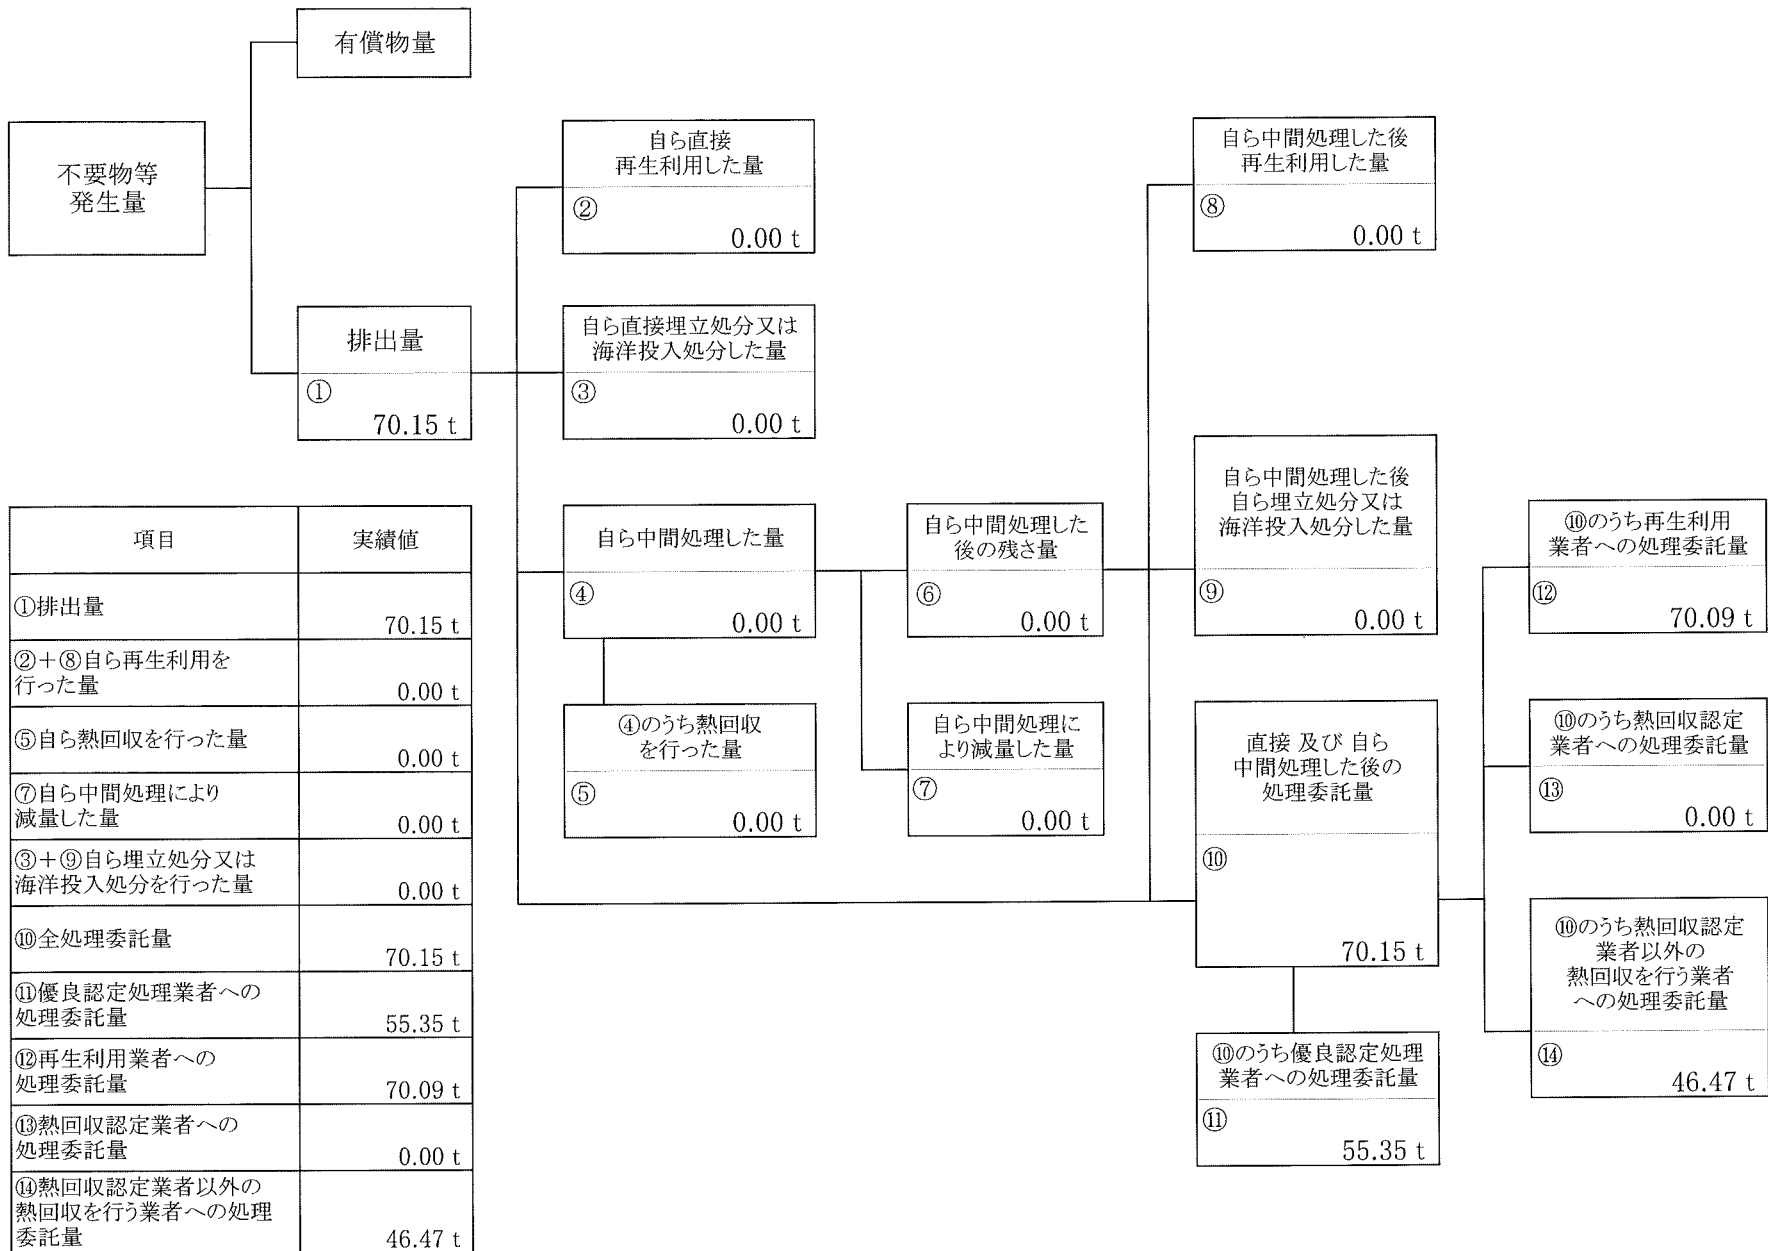 有償物量
不要物等
発生量
排出量
①
70.15 t
自ら直接
再生利用した量
②
0.00 t
自ら直接埋立処分又は
海洋投入処分した量
③
0.00 t
自ら中間処理した量
④
0.00 t
④のうち熱回収
を行った量
⑤
0.00 t
自ら中間処理した
後の残さ量
⑥
0.00 t
自ら中間処理に
より減量した量
⑦
0.00 t
自ら中間処理した後
再生利用した量
⑧
0.00 t
自ら中間処理した後
自ら埋立処分又は
海洋投入処分した量
⑨
0.00 t
直接 及び 自ら
中間処理した後の
処理委託量
⑩
70.15 t
⑩のうち優良認定処理
業者への処理委託量
⑪
55.35 t
⑩のうち再生利用
業者への処理委託量
⑫
70.09 t
⑩のうち熱回収認定
業者への処理委託量
⑬
0.00 t
⑩のうち熱回収認定
業者以外の
熱回収を行う業者
への処理委託量
⑭
46.47 t
項目 実績値
①排出量
70.15 t
②＋⑧自ら再生利用を
行った量
0.00 t
⑤自ら熱回収を行った量
0.00 t
⑦自ら中間処理により
減量した量
0.00 t
③＋⑨自ら埋立処分又は
海洋投入処分を行った量
0.00 t
⑩全処理委託量
70.15 t
⑪優良認定処理業者への
処理委託量
55.35 t
⑫再生利用業者への
処理委託量
70.09 t
⑬熱回収認定業者への
処理委託量
0.00 t
⑭熱回収認定業者以外の
熱回収を行う業者への処理
委託量
46.47 t